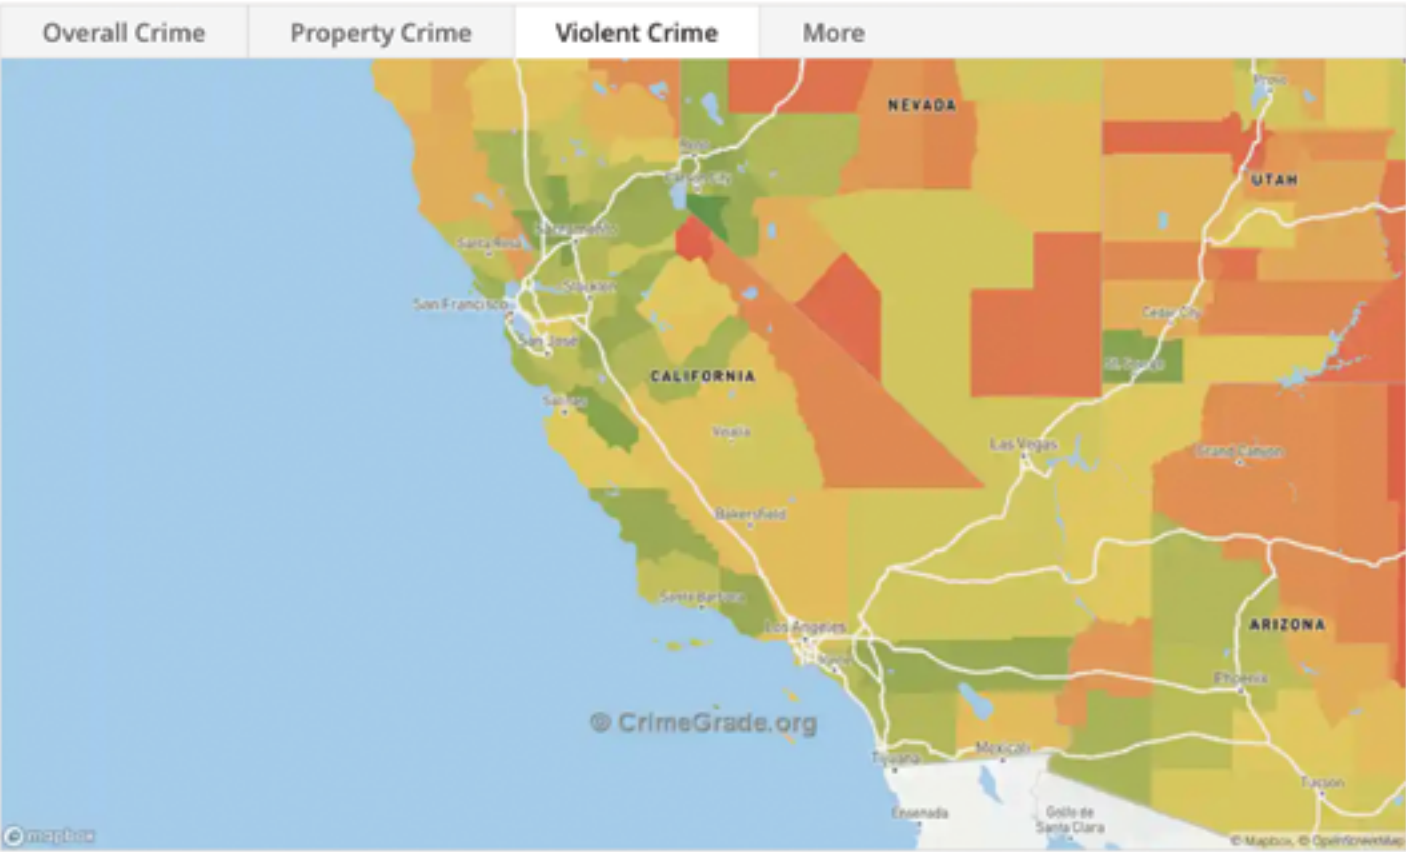 Overall Crime Property Crime Violent Crime More
Provo
NEVADA
Reno
Carson City
UTAH
Sacramento
Santa Rosa
Stockton
San Francisco
Cedar City
San Jose
St. George
CALIFORNIA
Salinas
Visalia
Las Vegas
Grand Canyon
Bakersfield
Santa Barbara
Los Angeles
ARIZONA
Phoenix
© CrimeGrade.org
Mexicali
Tijuana
Tucson
Ensenada
Golfo de
Santa Clara
mapbox
© Mapbox, © OpenStreetMap